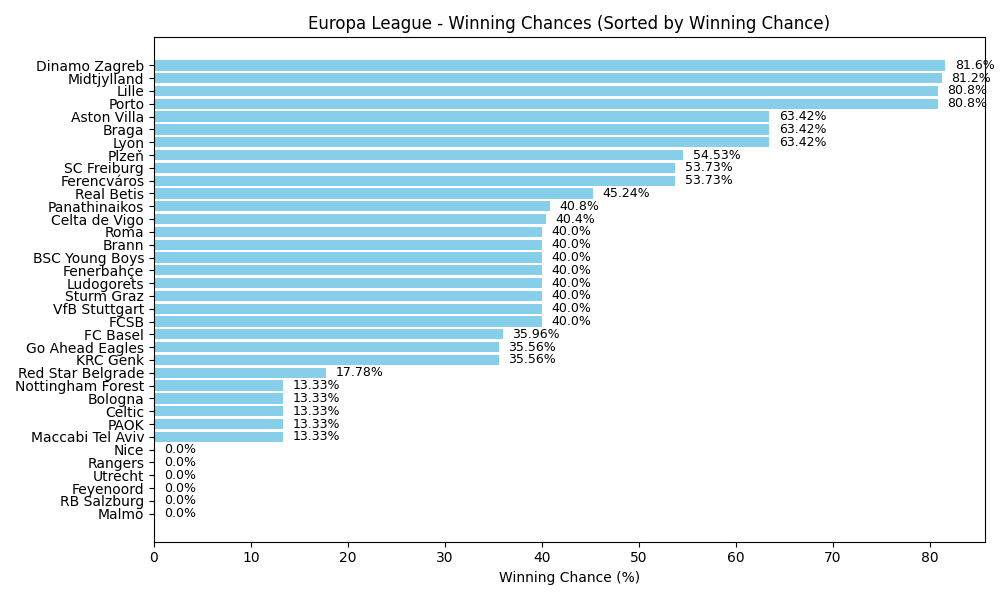 Europa League - Winning Chances (Sorted by Winning Chance)
Dinamo Zagreb 81.6%
Midtjylland 81.2%
Lille 80.8%
Porto 80.8%
Aston Villa 63.42%
Braga 63.42%
Lyon 63.42%
Plzeň 54.53%
SC Freiburg 53.73%
Ferencváros 53.73%
Real Betis 45.24%
Panathinaikos 40.8%
Celta de Vigo 40.4%
Roma 40.0%
Brann 40.0%
BSC Young Boys 40.0%
Fenerbahçe 40.0%
Ludogorets 40.0%
Sturm Graz 40.0%
VfB Stuttgart 40.0%
FCSB 40.0%
FC Basel 35.96%
Go Ahead Eagles 35.56%
KRC Genk 35.56%
Red Star Belgrade 17.78%
Nottingham Forest 13.33%
Bologna 13.33%
Celtic 13.33%
PAOK 13.33%
Maccabi Tel Aviv 13.33%
Nice 0.0%
Rangers 0.0%
Utrecht 0.0%
Feyenoord 0.0%
RB Salzburg 0.0%
Malmö 0.0%
0 10 20 30 40 50 60 70 80
Winning Chance (%)